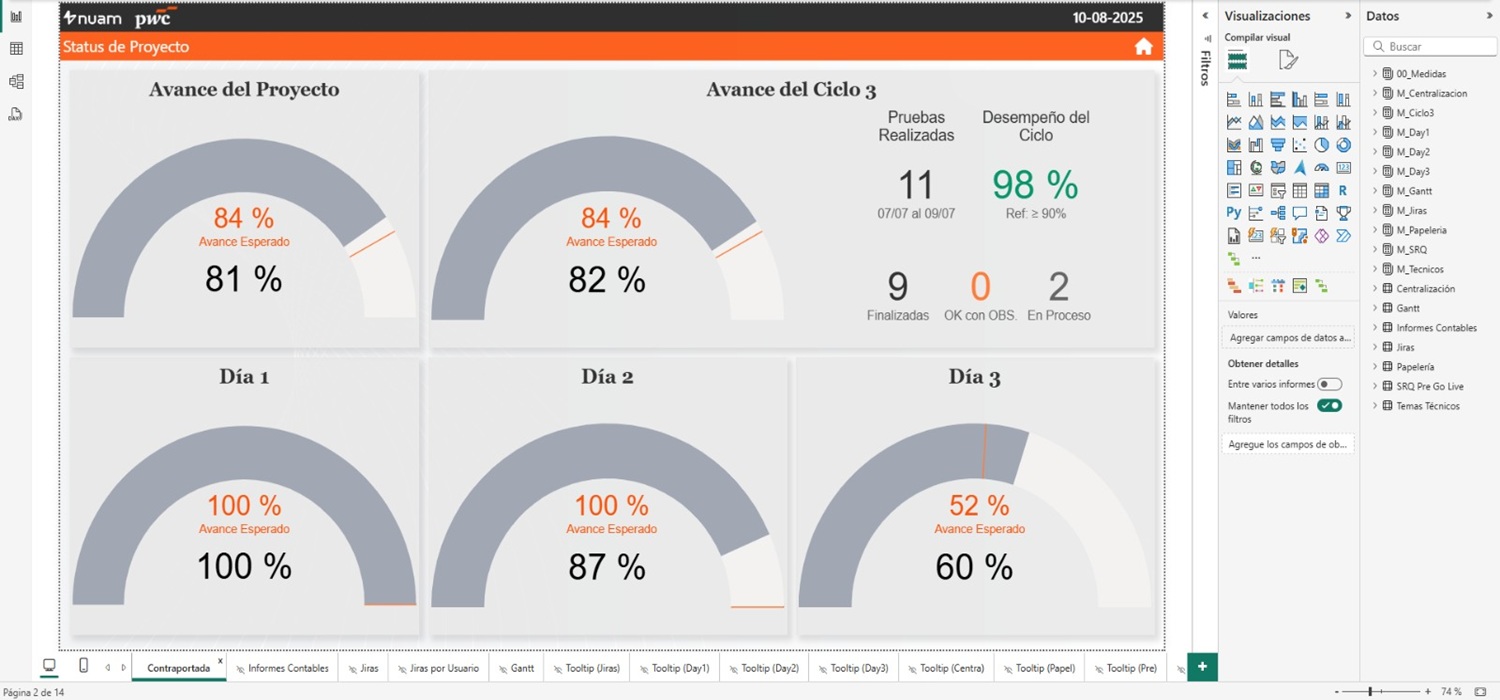 nuam pwc
10-08-2025
Status de Proyecto
Avance del Proyecto
84 %
Avance Esperado
81 %
Avance del Ciclo 3
84 %
Avance Esperado
82 %
Pruebas
Realizadas
11
07/07 al 09/07
Desempeño del
Ciclo
98 %
Ref: ≥ 90%
9
Finalizadas
0
OK con OBS.
2
En Proceso
Día 1
100 %
Avance Esperado
100 %
Día 2
100 %
Avance Esperado
87 %
Día 3
52 %
Avance Esperado
60 %
Contraportada x
Informes Contables
Jiras
Jiras por Usuario
Gantt
Tooltip (Jiras)
Tooltip (Day1)
Tooltip (Day2)
Tooltip (Day3)
Tooltip (Centra)
Tooltip (Papel)
Tooltip (Pre)
+
Página 2 de 14
- + 74 %
Filtros
Visualizaciones
Compilar visual
123
R
Py
...
Valores
Agregar campos de datos a...
Obtener detalles
Entre varios informes
Mantener todos los
filtros
Agregue los campos de ob...
Datos
Buscar
00_Medidas
M_Centralizacion
M_Ciclo3
M_Day1
M_Day2
M_Day3
M_Gantt
M_Jiras
M_Papeleria
M_SRQ
M_Tecnicos
Centralización
Gantt
Informes Contables
Jiras
Papelería
SRQ Pre Go Live
Temas Técnicos